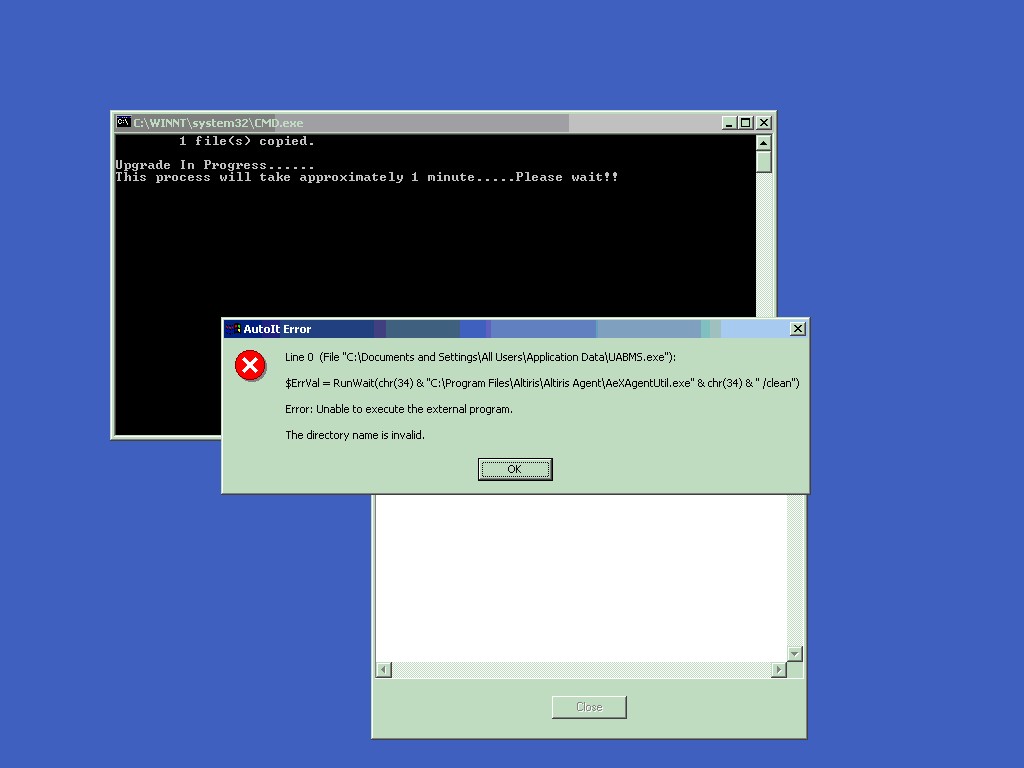 C:\WINNT\system32\CMD.exe
1 file(s) copied.
Upgrade In Progress......
This process will take approximately 1 minute.....Please wait!!
AutoIt Error
Line 0 (File "C:\Documents and Settings\All Users\Application Data\UABMS.exe"):
$ErrVal = RunWait(chr(34) & "C:\Program Files\Altiris\Altiris Agent\AeXAgentUtil.exe" & chr(34) & " /clean")
Error: Unable to execute the external program.
The directory name is invalid.
OK
Close